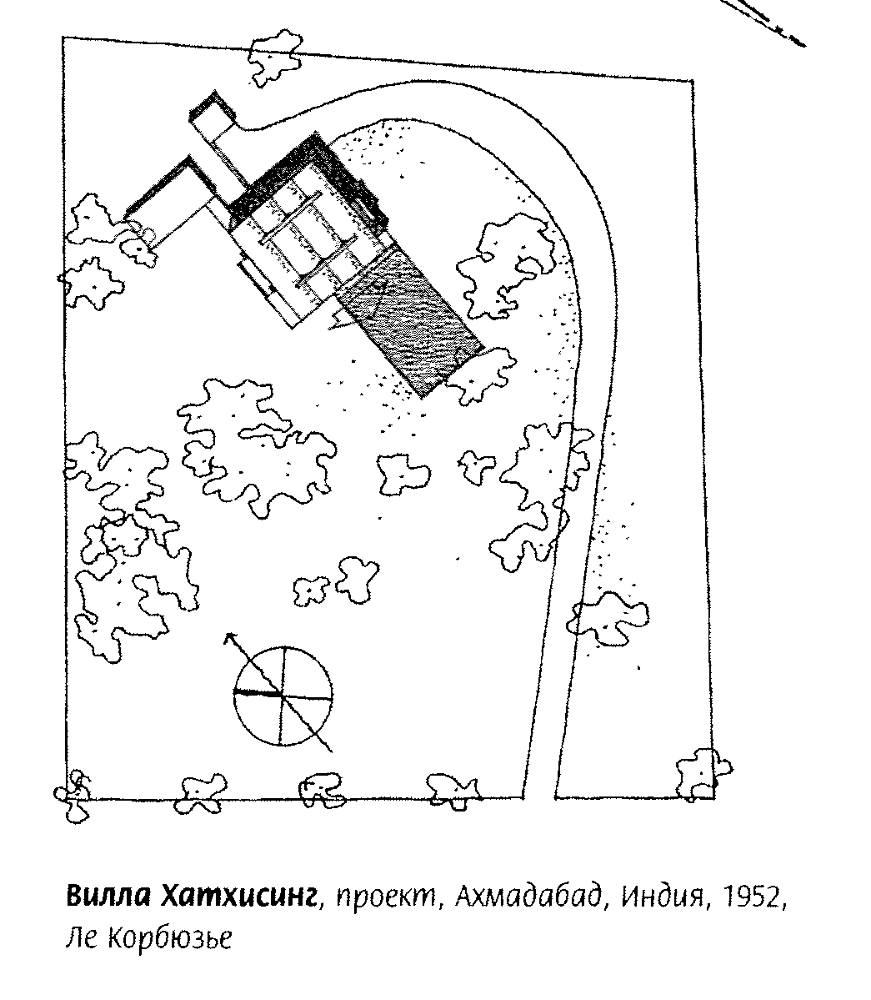 Вилла Хатхисинг, проект, Ахмадабад, Индия, 1952,
Ле Корбюзье